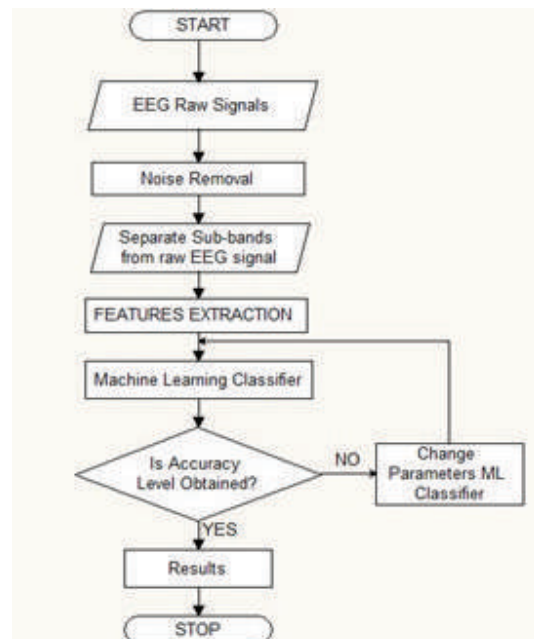 START
EEG Raw Signals
Noise Removal
Separate Sub-bands
from raw EEG signal
FEATURES EXTRACTION
Machine Learning Classifier
Is Accuracy
Level Obtained?
NO
Change
Parameters ML
Classifier
YES
Results
STOP